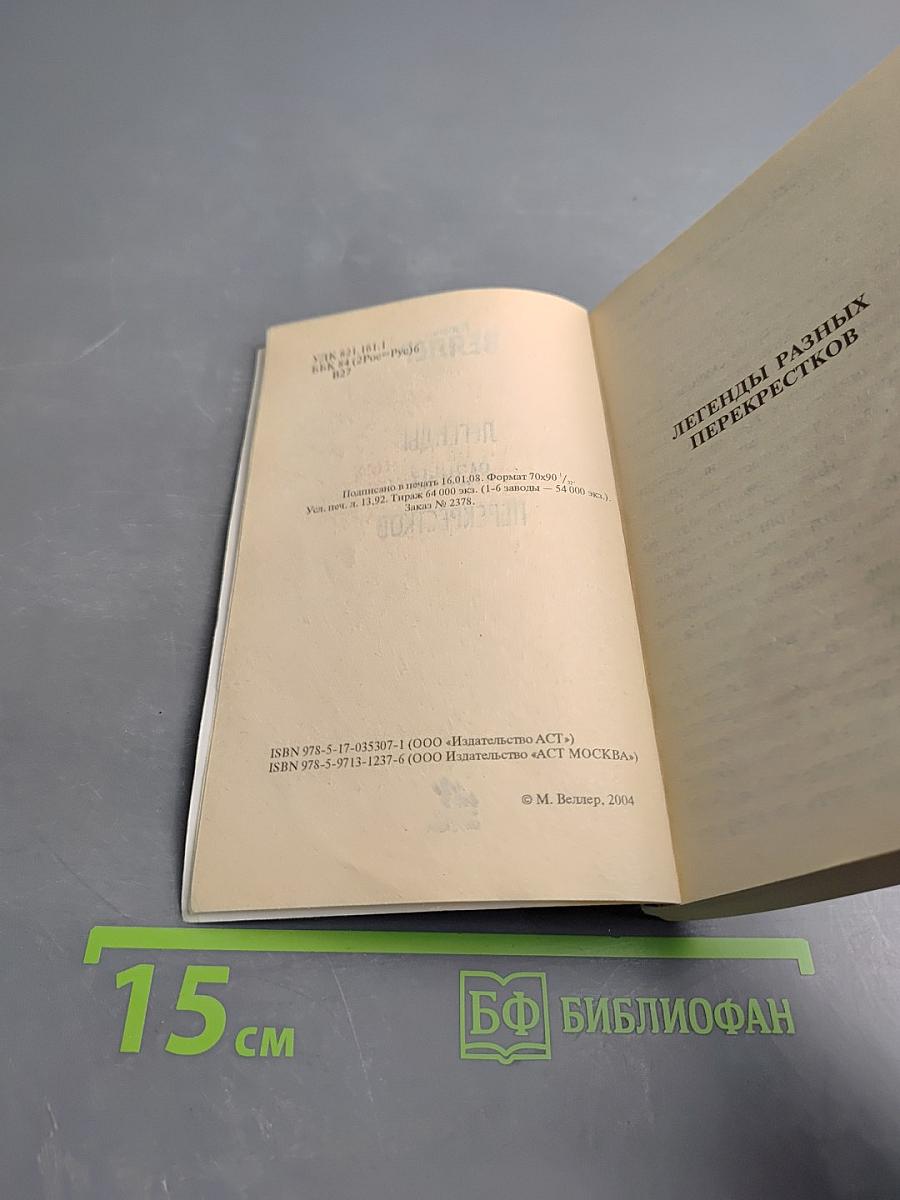 УДК 821.161.1
ББК 84 (2Рос=Рус)6
В27
Подписано в печать 16.01.08. Формат 70x90 1/32.
Усл. печ. л. 13,92. Тираж 64 000 экз. (1-6 заводы — 54 000 экз.).
Заказ № 2378.
ISBN 978-5-17-035307-1 (ООО «Издательство АСТ»)
ISBN 978-5-9713-1237-6 (ООО Издательство «АСТ МОСКВА»)
© М. Веллер, 2004
ЛЕГЕНДЫ РАЗНЫХ
ПЕРЕКРЕСТКОВ
15 см
БФ БИБЛИОФАН